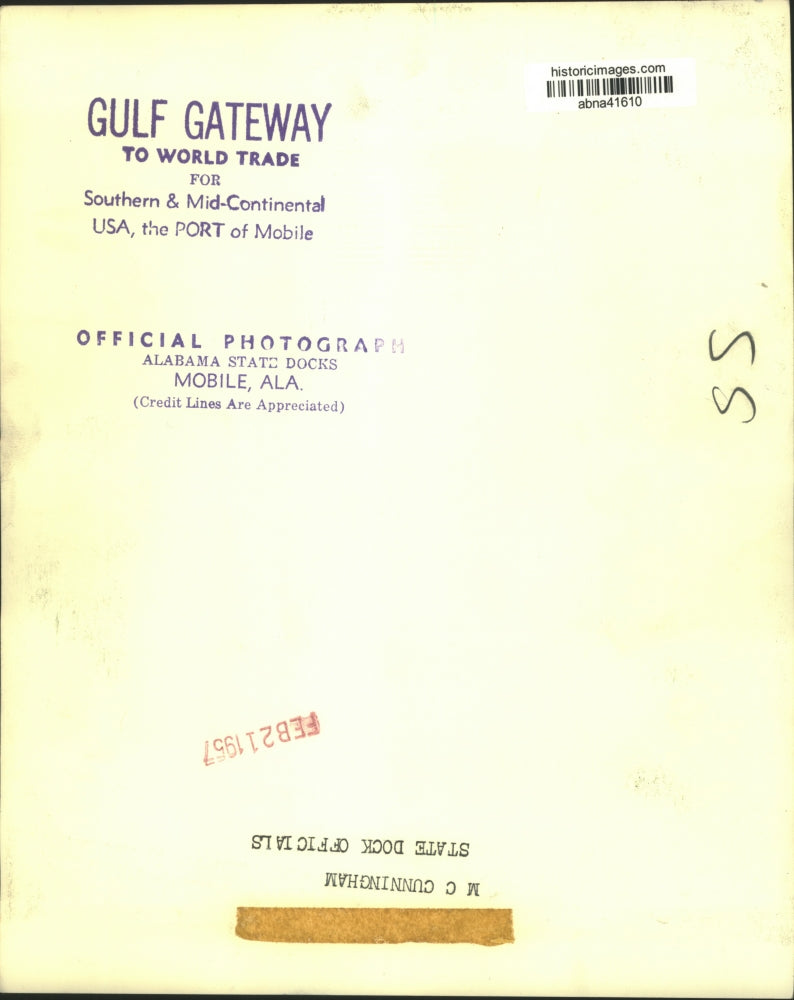 historicimages.com
abna41610
GULF GATEWAY
TO WORLD TRADE
FOR
Southern & Mid-Continental
USA, the PORT of Mobile
OFFICIAL PHOTOGRAPH
ALABAMA STATE DOCKS
MOBILE, ALA.
(Credit Lines Are Appreciated)
SS
FEB 21 1957
M C CUNNINGHAM
STATE DOCK OFFICIALS